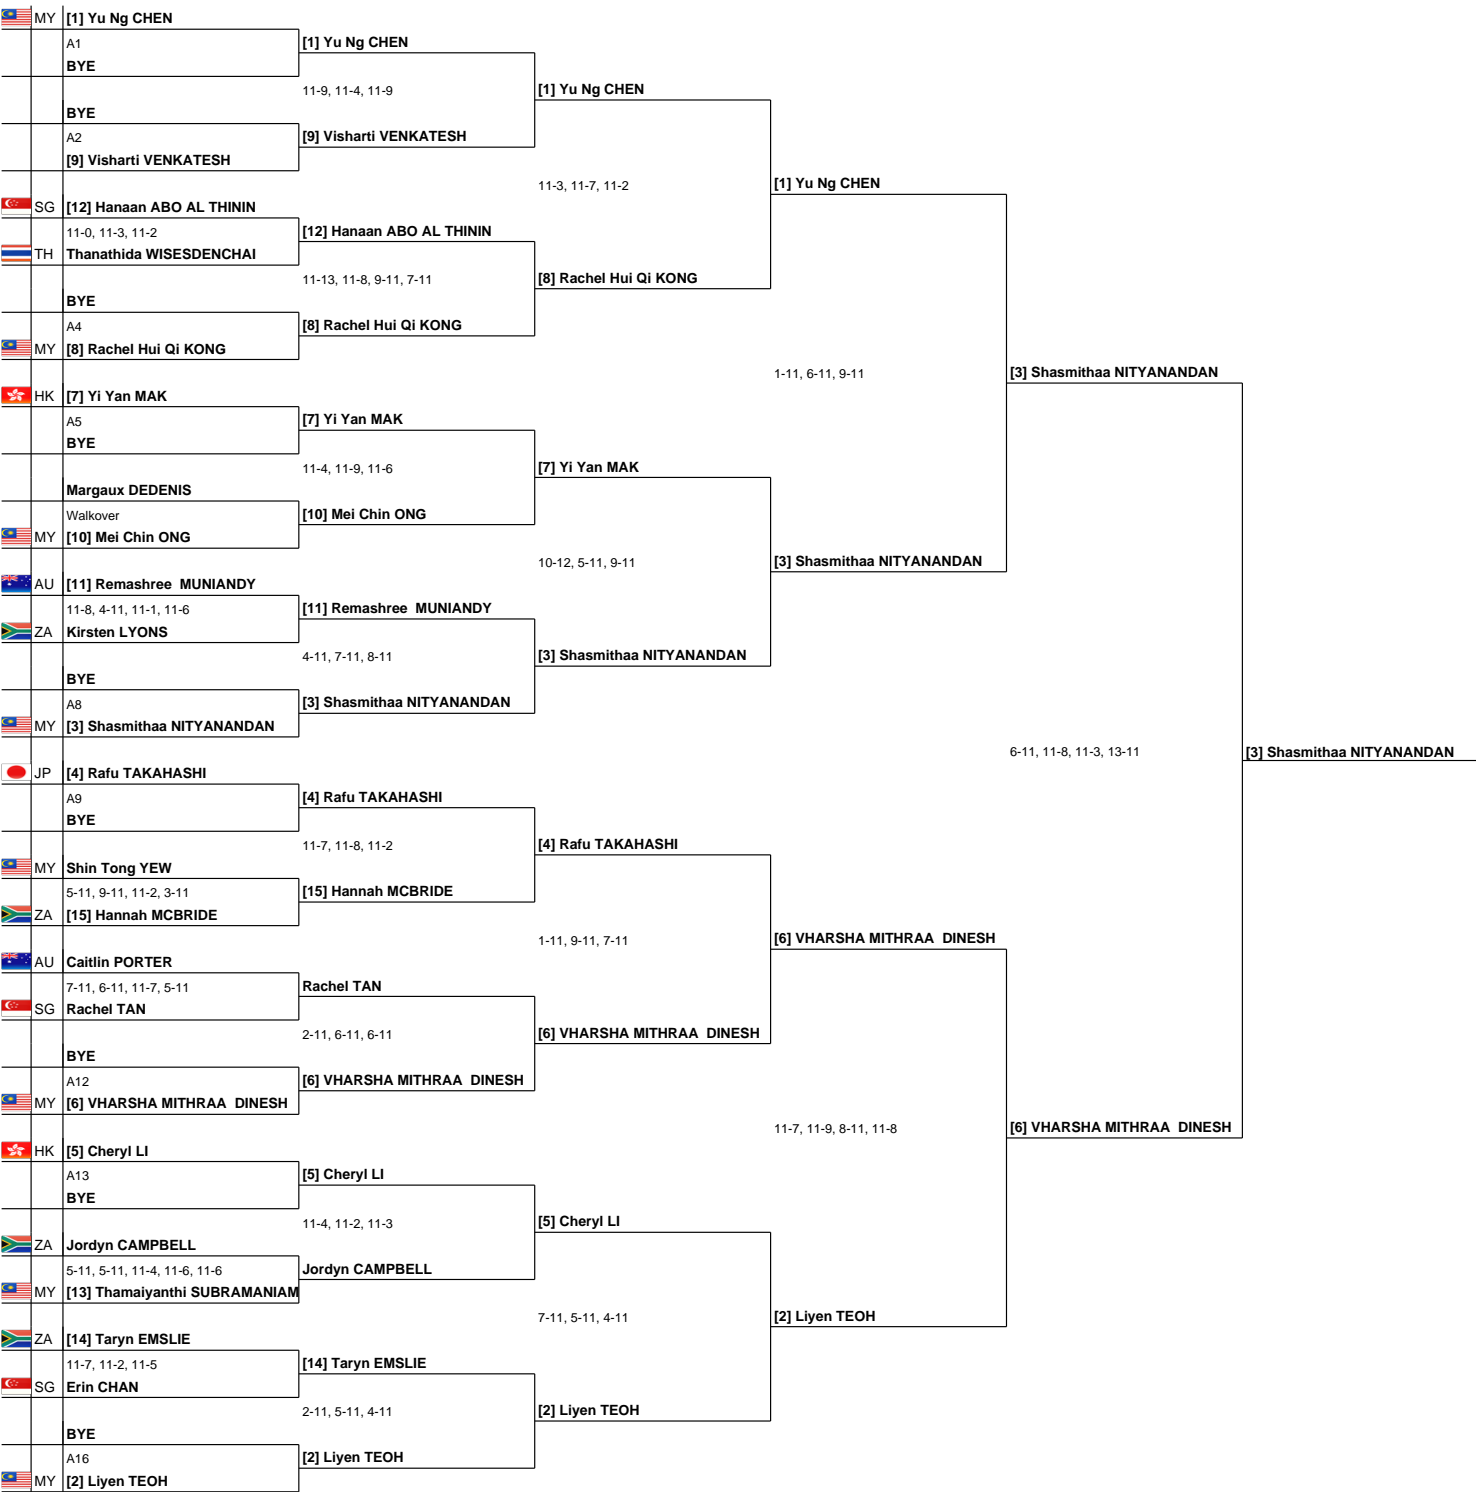 MY [1] Yu Ng CHEN
A1 [1] Yu Ng CHEN
BYE
11-9, 11-4, 11-9 [1] Yu Ng CHEN
BYE
A2 [9] Visharti VENKATESH
[9] Visharti VENKATESH
11-3, 11-7, 11-2 [1] Yu Ng CHEN
SG [12] Hanaan ABO AL THININ
11-0, 11-3, 11-2 [12] Hanaan ABO AL THININ
TH Thanathida WISESDENCHAI
11-13, 11-8, 9-11, 7-11 [8] Rachel Hui Qi KONG
BYE
A4 [8] Rachel Hui Qi KONG
MY [8] Rachel Hui Qi KONG
1-11, 6-11, 9-11 [3] Shasmithaa NITYANANDAN
HK [7] Yi Yan MAK
A5 [7] Yi Yan MAK
BYE
11-4, 11-9, 11-6 [7] Yi Yan MAK
Margaux DEDENIS
Walkover [10] Mei Chin ONG
MY [10] Mei Chin ONG
10-12, 5-11, 9-11 [3] Shasmithaa NITYANANDAN
AU [11] Remashree  MUNIANDY
11-8, 4-11, 11-1, 11-6 [11] Remashree  MUNIANDY
ZA Kirsten LYONS
4-11, 7-11, 8-11 [3] Shasmithaa NITYANANDAN
BYE
A8 [3] Shasmithaa NITYANANDAN
MY [3] Shasmithaa NITYANANDAN
6-11, 11-8, 11-3, 13-11 [3] Shasmithaa NITYANANDAN
JP [4] Rafu TAKAHASHI
A9 [4] Rafu TAKAHASHI
BYE
11-7, 11-8, 11-2 [4] Rafu TAKAHASHI
MY Shin Tong YEW
5-11, 9-11, 11-2, 3-11 [15] Hannah MCBRIDE
ZA [15] Hannah MCBRIDE
1-11, 9-11, 7-11 [6] VHARSHA MITHRAA  DINESH
AU Caitlin PORTER
7-11, 6-11, 11-7, 5-11 Rachel TAN
SG Rachel TAN
2-11, 6-11, 6-11 [6] VHARSHA MITHRAA  DINESH
BYE
A12 [6] VHARSHA MITHRAA  DINESH
MY [6] VHARSHA MITHRAA  DINESH
11-7, 11-9, 8-11, 11-8 [6] VHARSHA MITHRAA  DINESH
HK [5] Cheryl LI
A13 [5] Cheryl LI
BYE
11-4, 11-2, 11-3 [5] Cheryl LI
ZA Jordyn CAMPBELL
5-11, 5-11, 11-4, 11-6, 11-6 Jordyn CAMPBELL
MY [13] Thamaiyanthi SUBRAMANIAM
7-11, 5-11, 4-11 [2] Liyen TEOH
ZA [14] Taryn EMSLIE
11-7, 11-2, 11-5 [14] Taryn EMSLIE
SG Erin CHAN
2-11, 5-11, 4-11 [2] Liyen TEOH
BYE
A16 [2] Liyen TEOH
MY [2] Liyen TEOH